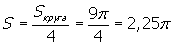 S = S_круга / 4 = 9π / 4 = 2,25π